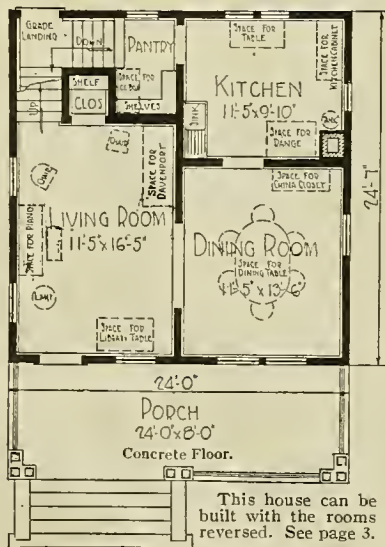 GRADE
LANDING
DOWN
UP
PANTRY
SPACE FOR
ICE BOX
SHELF
CLOS
SHELVES
SPACE FOR
TABLE
SPACE FOR
KITCHEN CABINET
KITCHEN
11'-5"x9'-10"
SINK
SPACE FOR
RANGE
SPACE FOR
CHINA CLOSET
CHAIR
CHAIR
SPACE FOR
DAVENPORT
SPACE FOR PIANO
LIVING ROOM
11'-5"x16'-5"
PLANT
SPACE FOR
LIBRARY TABLE
DINING ROOM
SPACE FOR
DINING TABLE
11'-5"x13'-6"
24'-7"
24'-0"
PORCH
24'-0"x8'-0"
Concrete Floor.
This house can be
built with the rooms
reversed. See page 3.